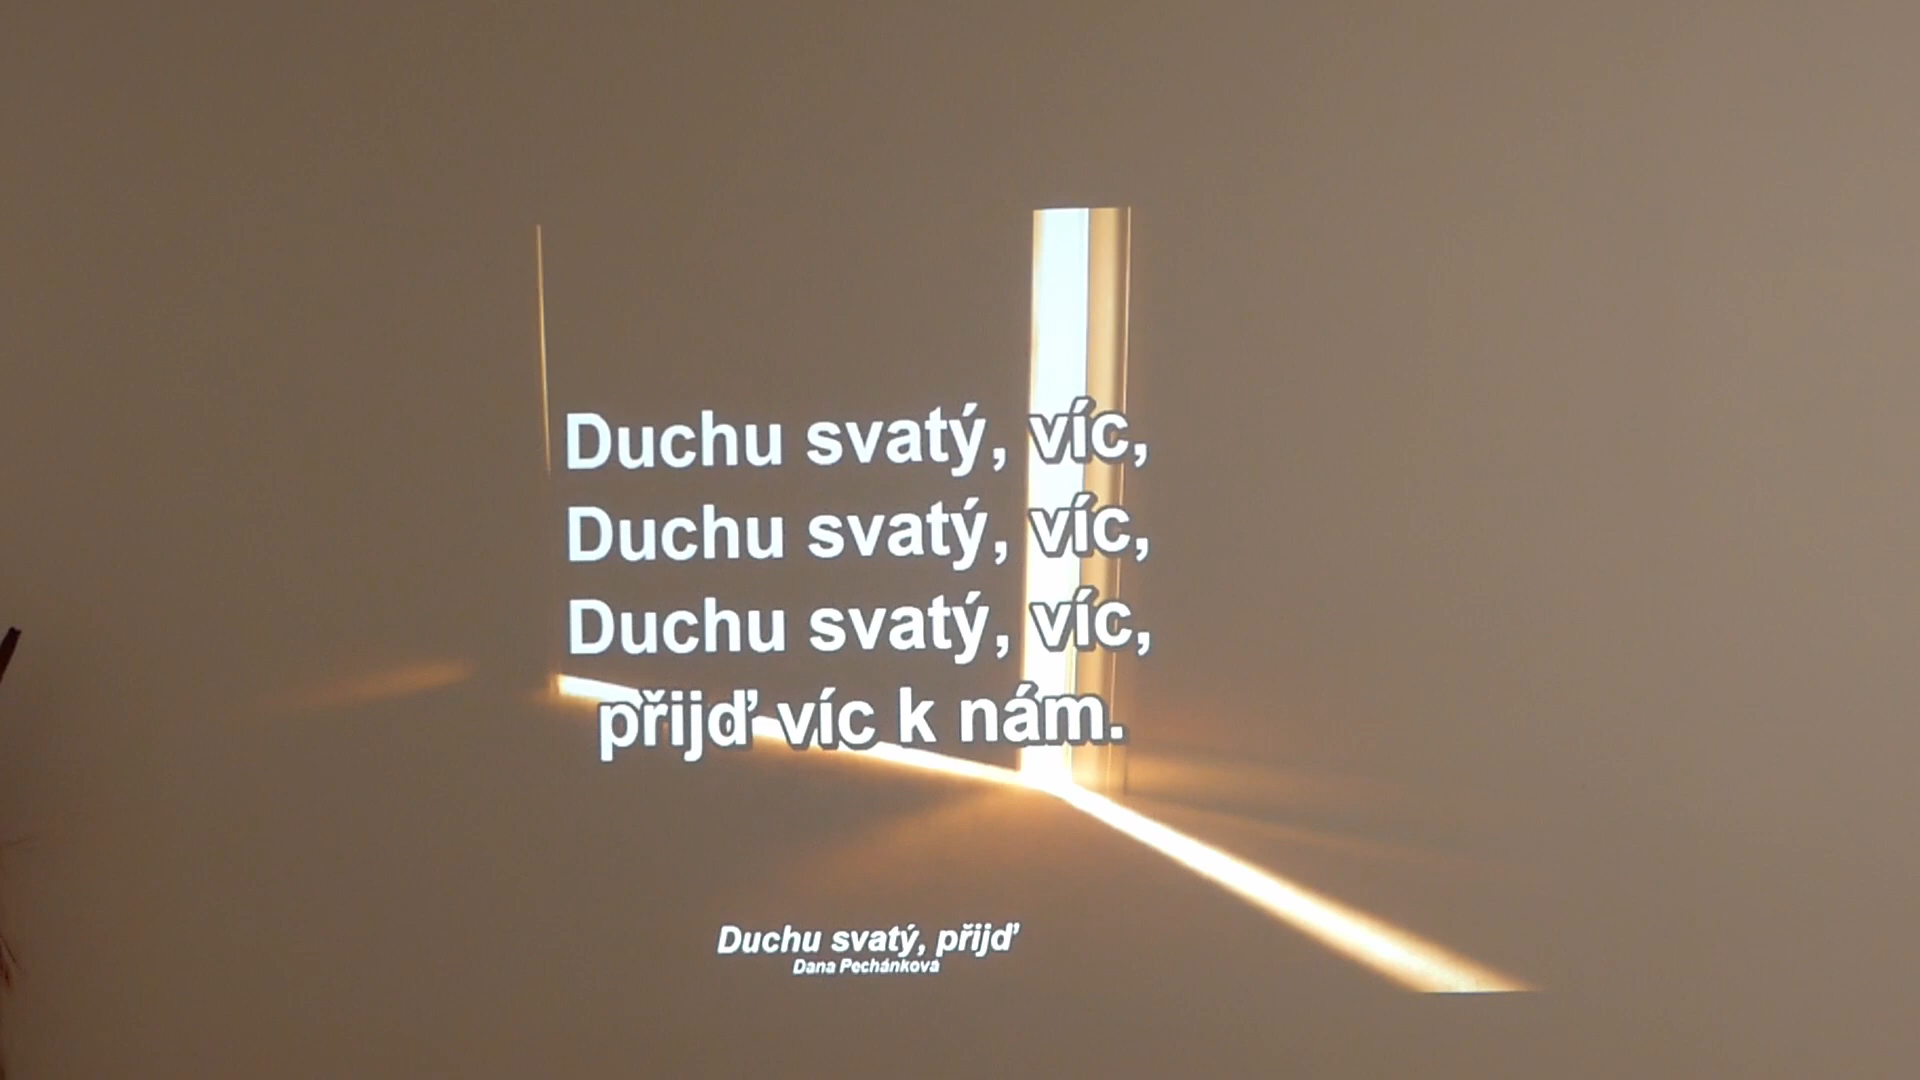 Duchu svatý, víc,
Duchu svatý, víc,
Duchu svatý, víc,
přijď víc k nám.
Duchu svatý, přijď
Dana Pechánková